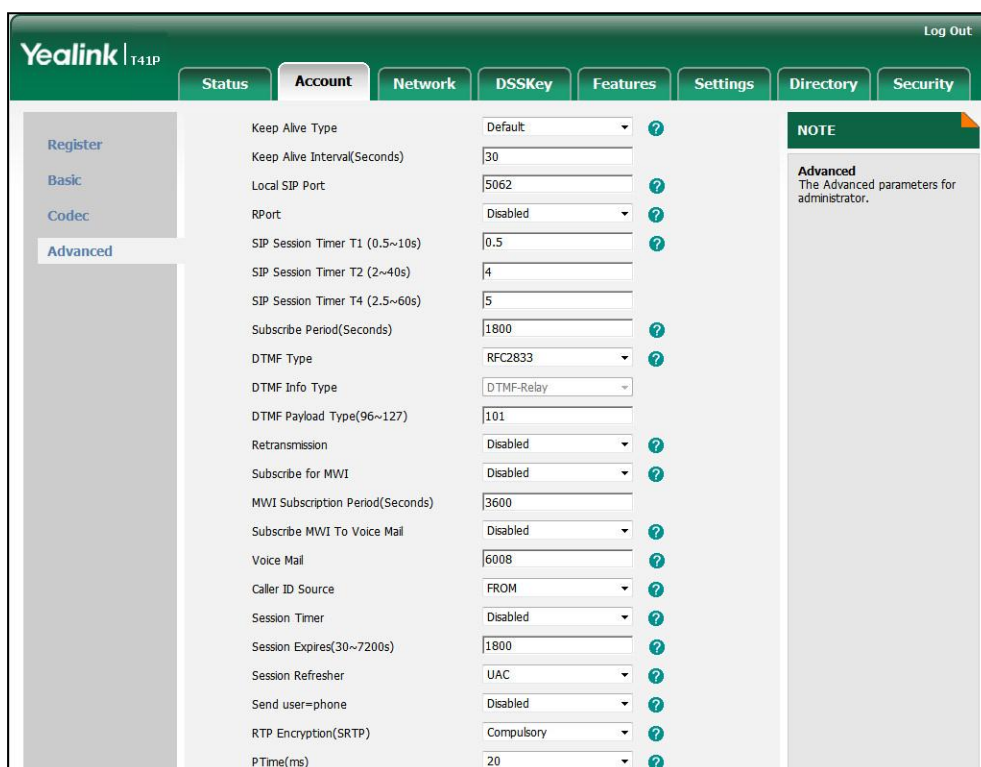 Log Out
Yealink | T41P
Status Account Network DSSKey Features Settings Directory Security
Register
Basic
Codec
Advanced
Keep Alive Type Default ?
Keep Alive Interval(Seconds) 30
Local SIP Port 5062 ?
RPort Disabled ?
SIP Session Timer T1 (0.5~10s) 0.5 ?
SIP Session Timer T2 (2~40s) 4
SIP Session Timer T4 (2.5~60s) 5
Subscribe Period(Seconds) 1800 ?
DTMF Type RFC2833 ?
DTMF Info Type DTMF-Relay
DTMF Payload Type(96~127) 101
Retransmission Disabled ?
Subscribe for MWI Disabled ?
MWI Subscription Period(Seconds) 3600
Subscribe MWI To Voice Mail Disabled ?
Voice Mail 6008 ?
Caller ID Source FROM ?
Session Timer Disabled ?
Session Expires(30~7200s) 1800 ?
Session Refresher UAC ?
Send user=phone Disabled ?
RTP Encryption(SRTP) Compulsory ?
PTime(ms) 20 ?
NOTE
Advanced
The Advanced parameters for
administrator.